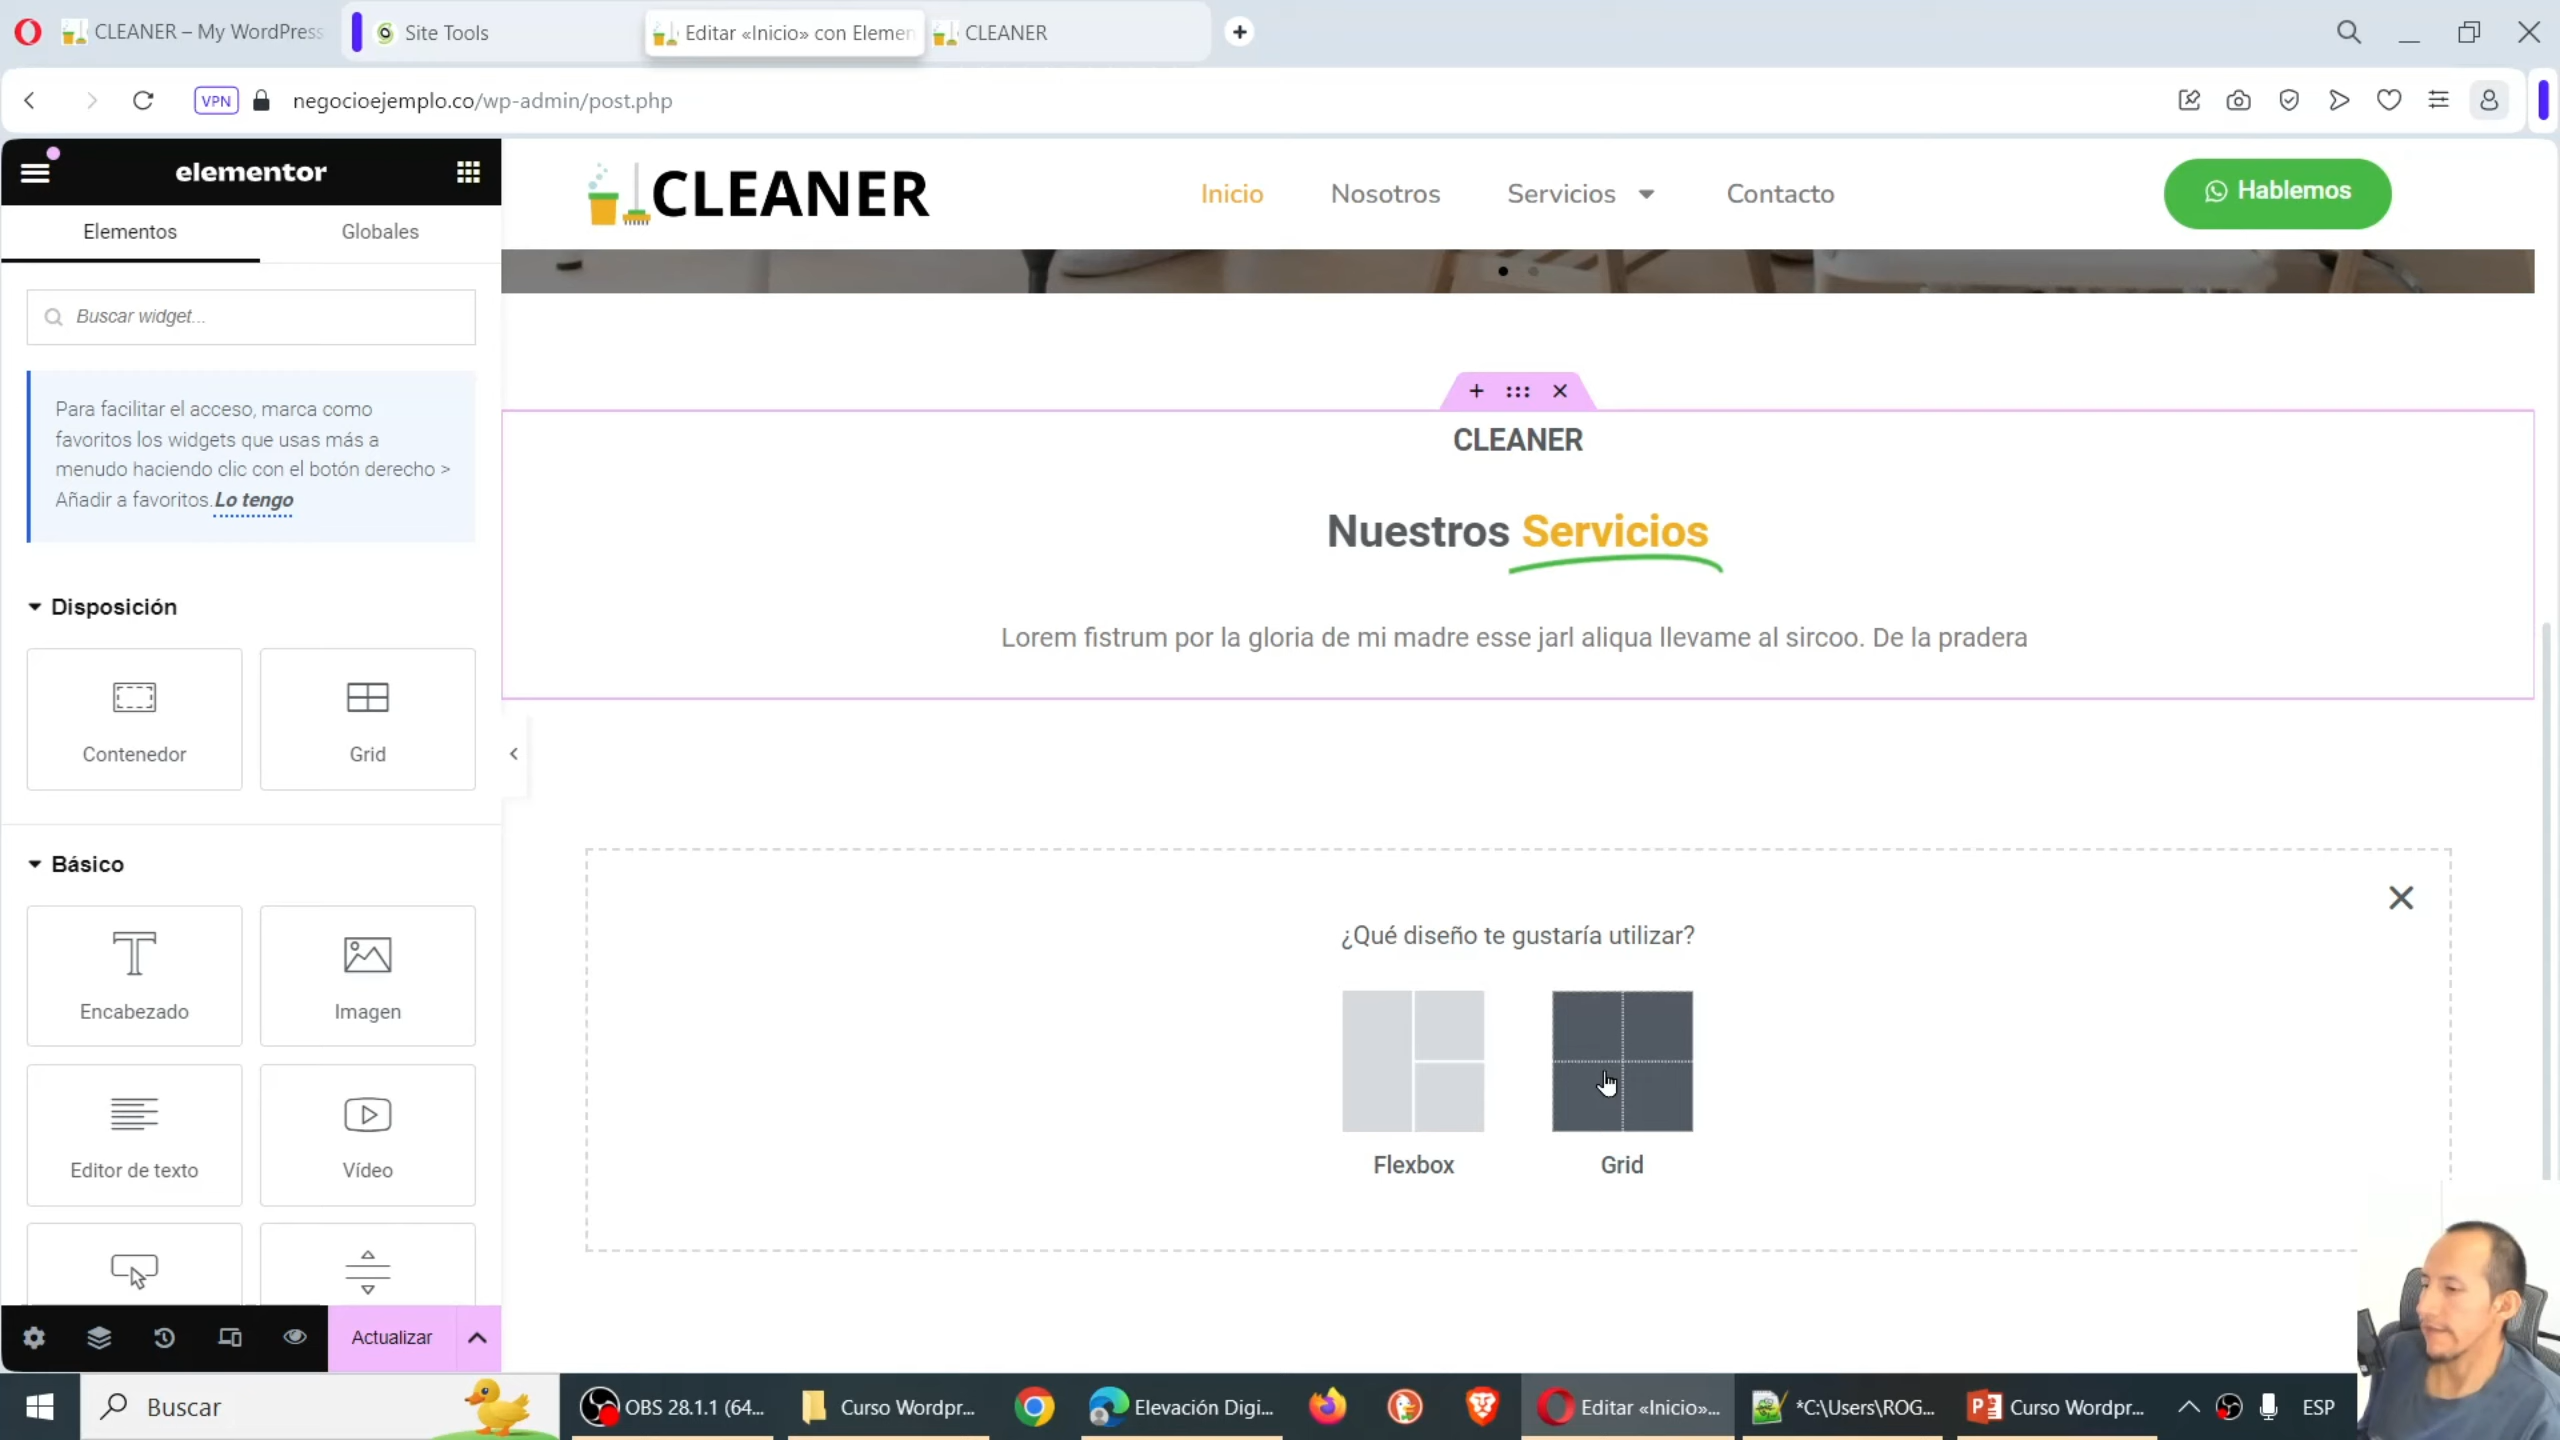 CLEANER – My WordPress
Site Tools
Editar «Inicio» con Elemen
CLEANER
VPN
negocioejemplo.co/wp-admin/post.php
elementor
Elementos
Globales
Buscar widget...
Para facilitar el acceso, marca como
favoritos los widgets que usas más a
menudo haciendo clic con el botón derecho >
Añadir a favoritos. Lo tengo
Disposición
Contenedor
Grid
Básico
Encabezado
Imagen
Editor de texto
Vídeo
Actualizar
CLEANER
Inicio
Nosotros
Servicios
Contacto
Hablemos
CLEANER
Nuestros Servicios
Lorem fistrum por la gloria de mi madre esse jarl aliqua llevame al sircoo. De la pradera
¿Qué diseño te gustaría utilizar?
Flexbox
Grid
Buscar
OBS 28.1.1 (64...
Curso Wordpr...
Elevación Digi...
Editar «Inicio»...
*C:\Users\ROG...
Curso Wordpr...
ESP